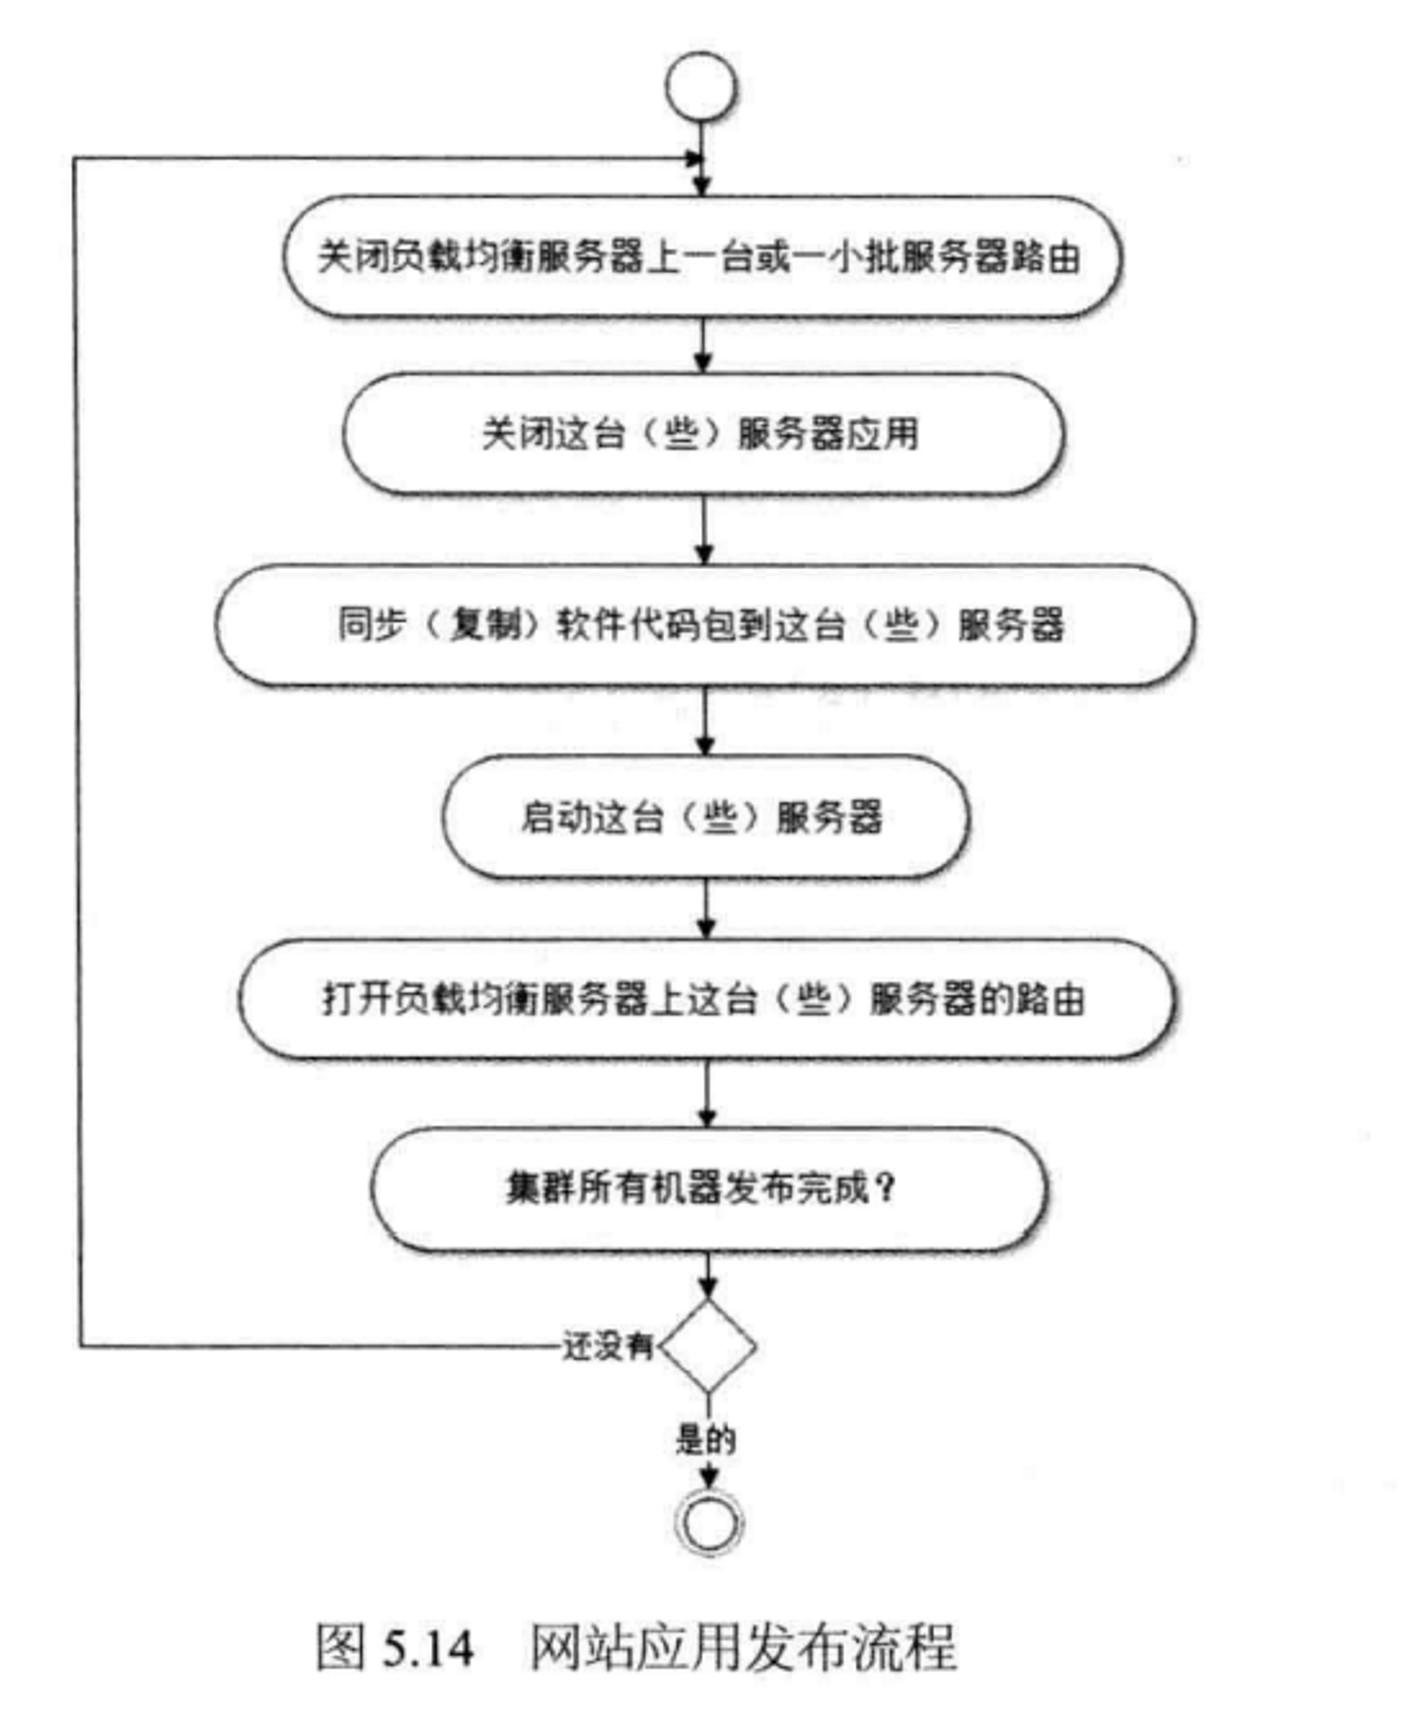 关闭负载均衡服务器上一台或一小批服务器路由
关闭这台（些）服务器应用
同步（复制）软件代码包到这台（些）服务器
启动这台（些）服务器
打开负载均衡服务器上这台（些）服务器的路由
集群所有机器发布完成？
还没有
是的
图 5.14 网站应用发布流程